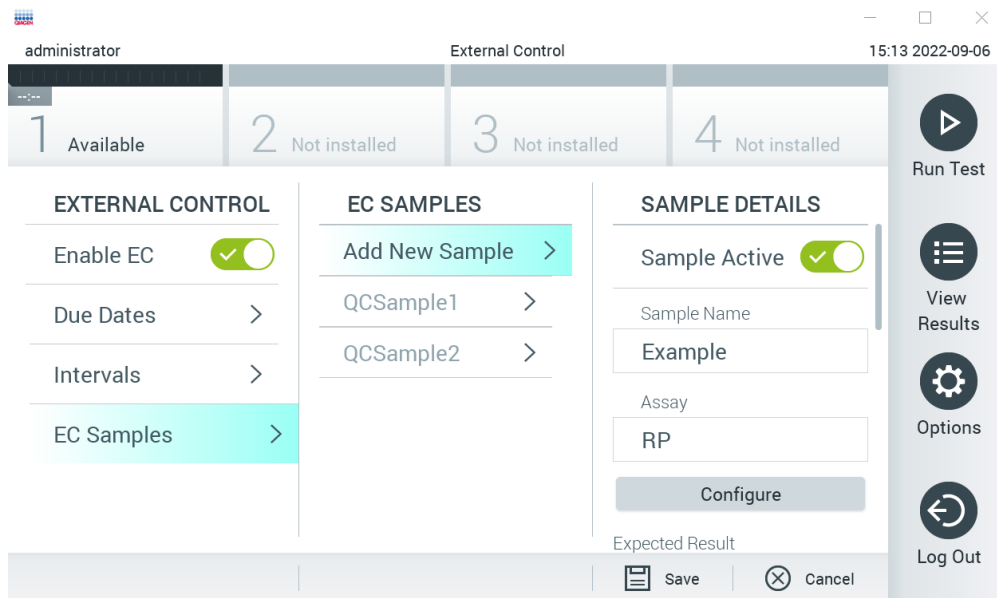 QIAGEN
administrator External Control 15:13 2022-09-06
--:--
1 Available 2 Not installed 3 Not installed 4 Not installed
Run Test
View
Results
Options
Log Out
EXTERNAL CONTROL
Enable EC
Due Dates
Intervals
EC Samples
EC SAMPLES
Add New Sample
QCSample1
QCSample2
SAMPLE DETAILS
Sample Active
Sample Name
Example
Assay
RP
Configure
Expected Result
Save Cancel